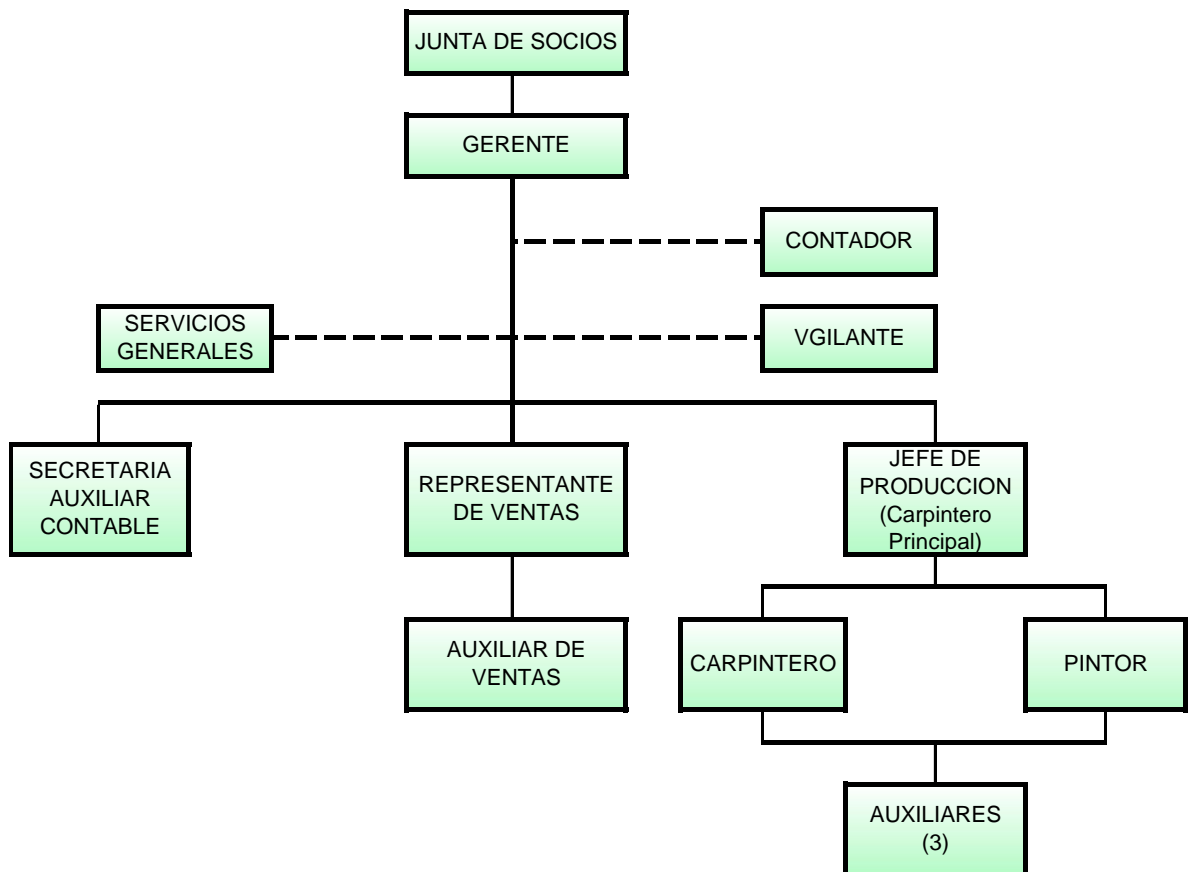 JUNTA DE SOCIOS
GERENTE
CONTADOR
SERVICIOS
GENERALES
VGILANTE
SECRETARIA
AUXILIAR
CONTABLE
REPRESENTANTE
DE VENTAS
JEFE DE
PRODUCCION
(Carpintero
Principal)
AUXILIAR DE
VENTAS
CARPINTERO
PINTOR
AUXILIARES
(3)